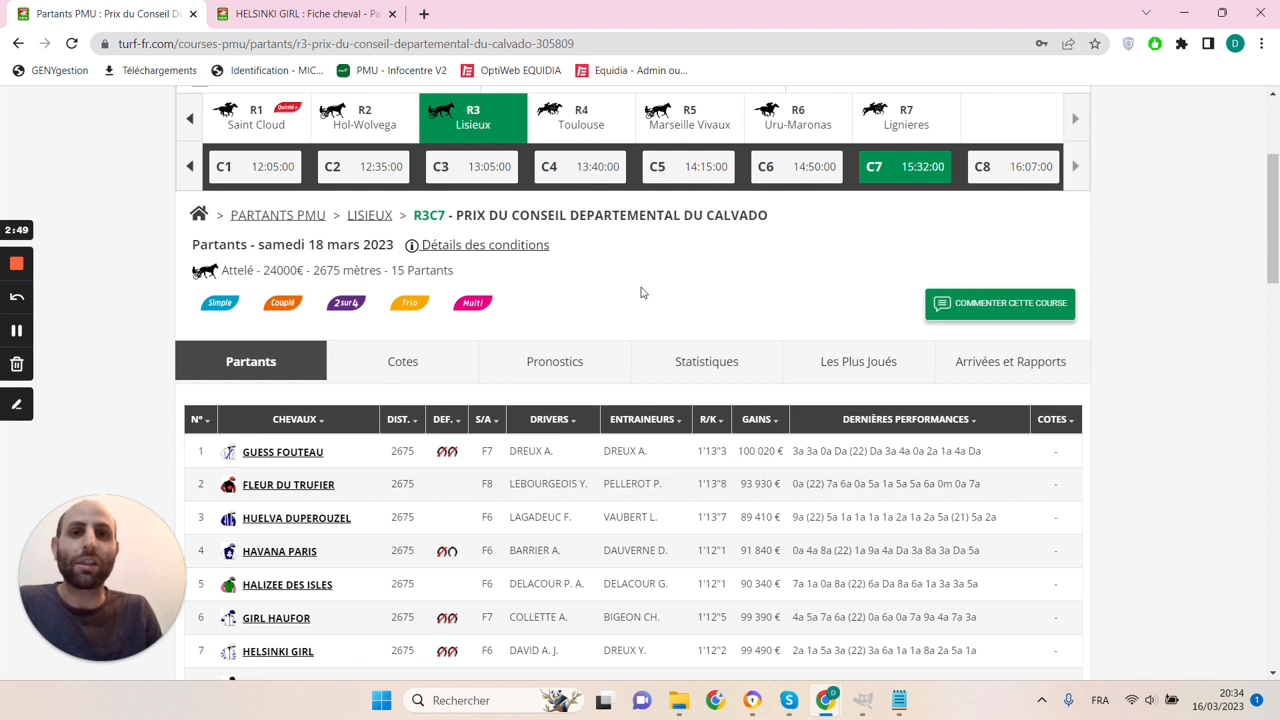 Partants PMU : Prix du Conseil D
HELSINKI GIRL : Fiche cheval - Pa
turf-fr.com/courses-pmu/partants/r3-prix-du-conseil-departemental-du-calvado-305809
D
GENYgestion Téléchargements Identification - MIC... PMU - Infocentre V2 OptiWeb EQUIDIA Equidia - Admin ou...
R1 Quinté+ R2 R3 R4 R5 R6 R7
Saint Cloud Hol-Wolvega Lisieux Toulouse Marseille Vivaux Uru-Maronas Lignieres
C1 12:05:00 C2 12:35:00 C3 13:05:00 C4 13:40:00 C5 14:15:00 C6 14:50:00 C7 15:32:00 C8 16:07:00
> PARTANTS PMU > LISIEUX > R3C7 - PRIX DU CONSEIL DEPARTEMENTAL DU CALVADO
2:49
Partants - samedi 18 mars 2023 Détails des conditions
Attelé - 24000€ - 2675 mètres - 15 Partants
Simple Couplé 2sur4 Trio Multi
COMMENTER CETTE COURSE
Partants Cotes Pronostics Statistiques Les Plus Joués Arrivées et Rapports
N° CHEVAUX DIST. DEF. S/A DRIVERS ENTRAINEURS R/K GAINS DERNIÈRES PERFORMANCES COTES
1 GUESS FOUTEAU 2675 F7 DREUX A. DREUX A. 1'13"3 100 020 € 3a 3a 0a Da (22) Da 3a 4a 0a 2a 1a 4a Da -
2 FLEUR DU TRUFIER 2675 F8 LEBOURGEOIS Y. PELLEROT P. 1'13"8 93 930 € 0a (22) 7a 6a 0a 5a 1a 5a 5a 6a 0m 0a 7a -
3 HUELVA DUPEROUZEL 2675 F6 LAGADEUC F. VAUBERT L. 1'13"7 89 410 € 9a (22) 5a 1a 1a 1a 1a 2a 1a 2a 5a (21) 5a 2a -
4 HAVANA PARIS 2675 F6 BARRIER A. DAUVERNE D. 1'12"1 91 840 € 0a 4a 8a (22) 1a 9a 4a Da 3a 8a 3a Da 5a -
5 HALIZEE DES ISLES 2675 F6 DELACOUR P. A. DELACOUR G. 1'12"1 90 340 € 7a 1a 0a 8a (22) 6a Da 8a 6a 1a 3a 3a 5a -
6 GIRL HAUFOR 2675 F7 COLLETTE A. BIGEON CH. 1'12"5 99 390 € 4a 5a 7a 6a (22) 0a 6a 0a 7a 9a 4a 7a 3a -
7 HELSINKI GIRL 2675 F6 DAVID A. J. DREUX Y. 1'12"2 99 490 € 2a 1a 5a 3a (22) 3a 6a 1a 1a 8a 2a 5a 1a -
Rechercher
FRA
20:34
16/03/2023
1